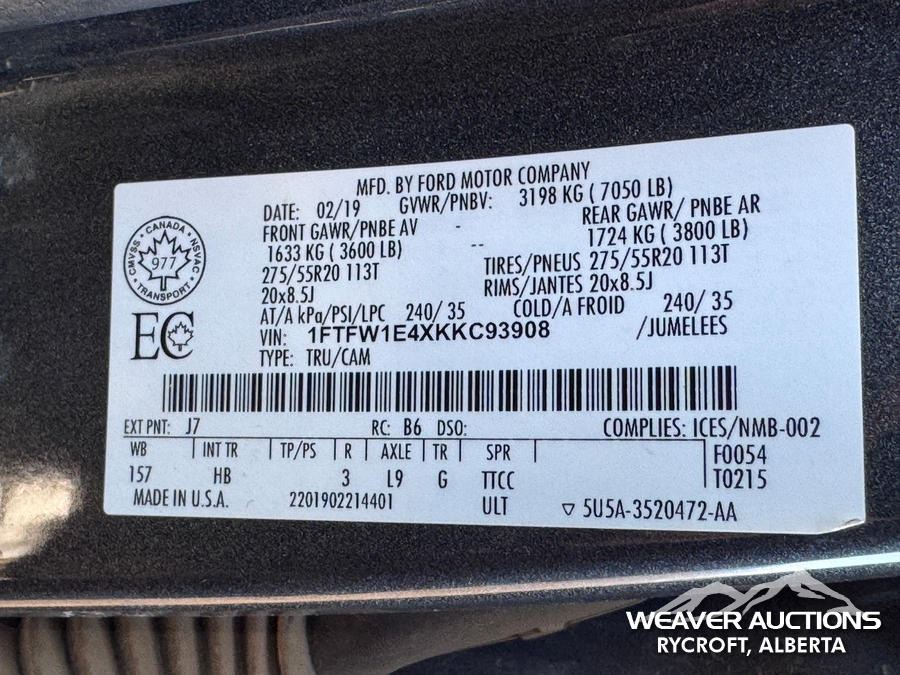 MFD. BY FORD MOTOR COMPANY
DATE: 02/19 GVWR/PNBV: 3198 KG ( 7050 LB)
FRONT GAWR/PNBE AV - REAR GAWR/ PNBE AR
1633 KG ( 3600 LB) -- 1724 KG ( 3800 LB)
275/55R20 113T TIRES/PNEUS 275/55R20 113T
20x8.5J RIMS/JANTES 20x8.5J
AT/A kPa/PSI/LPC 240/ 35 COLD/A FROID 240/ 35
VIN: 1FTFW1E4XKKC93908 /JUMELEES
TYPE: TRU/CAM
CMVSS · CANADA · NSVAC · TRANSPORT
977
EC
EXT PNT: J7 RC: B6 DSO: COMPLIES: ICES/NMB-002
WB INT TR TP/PS R AXLE TR SPR F0054
157 HB 3 L9 G TTCC T0215
MADE IN U.S.A. 2201902214401 ULT ▽ 5U5A-3520472-AA
WEAVER AUCTIONS
RYCROFT, ALBERTA